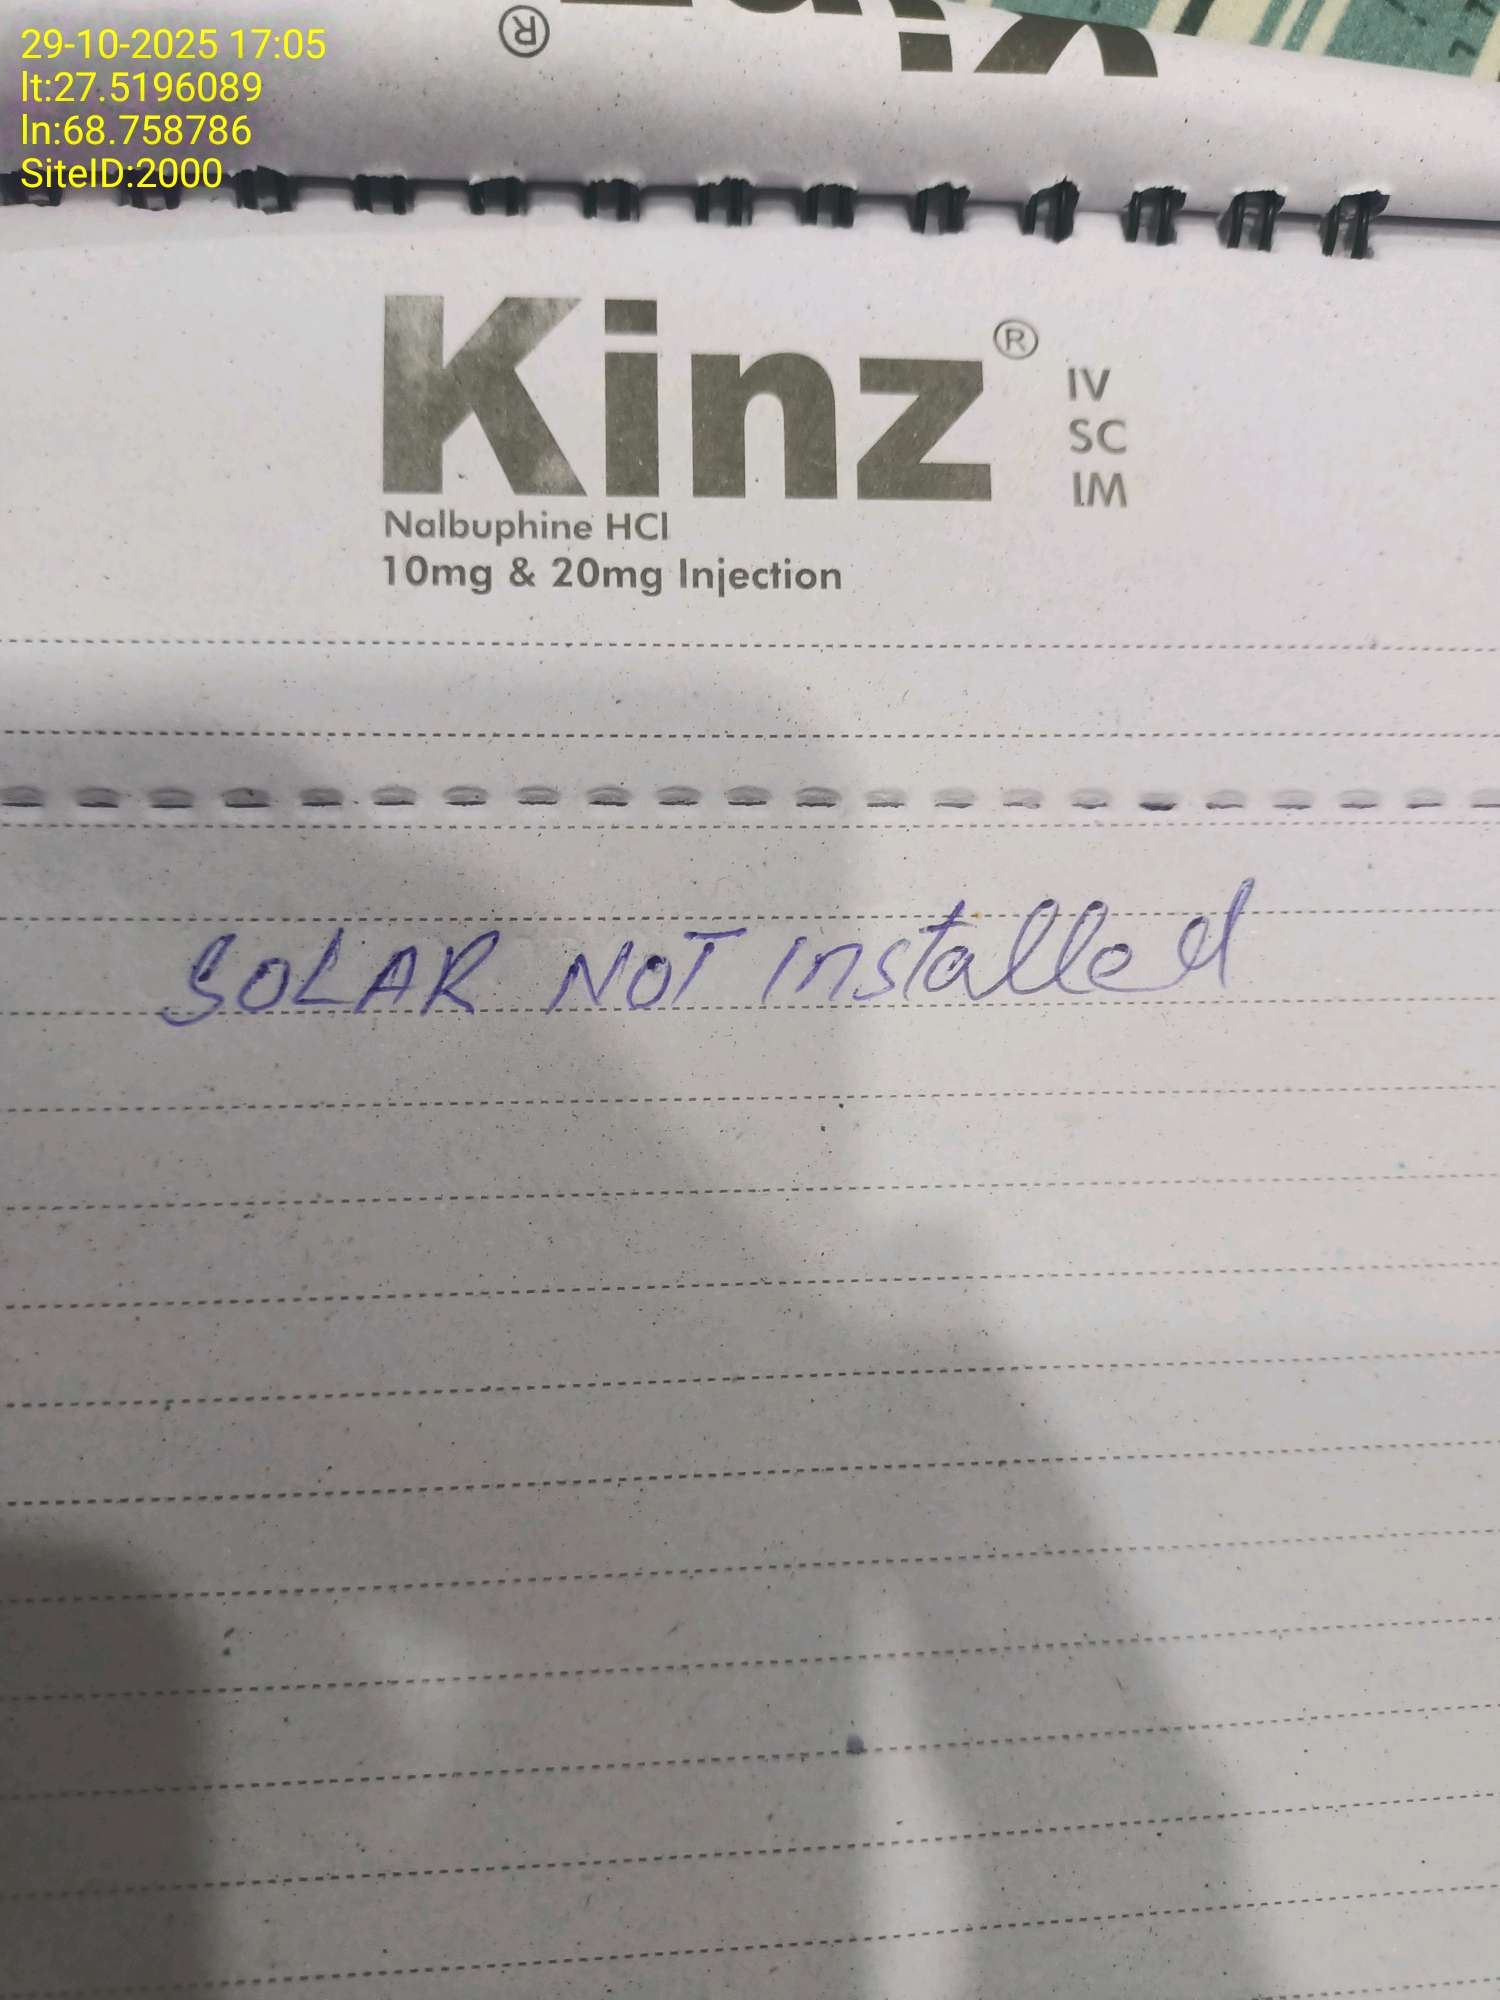 29-10-2025 17:05
lt:27.5196089
ln:68.758786
SiteID:2000
®
Kinz®
IV
SC
IM
Nalbuphine HCl
10mg & 20mg Injection
SOLAR NOT Installed